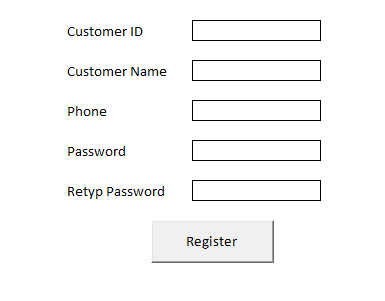 Customer ID
Customer Name
Phone
Password
Retyp Password
Register